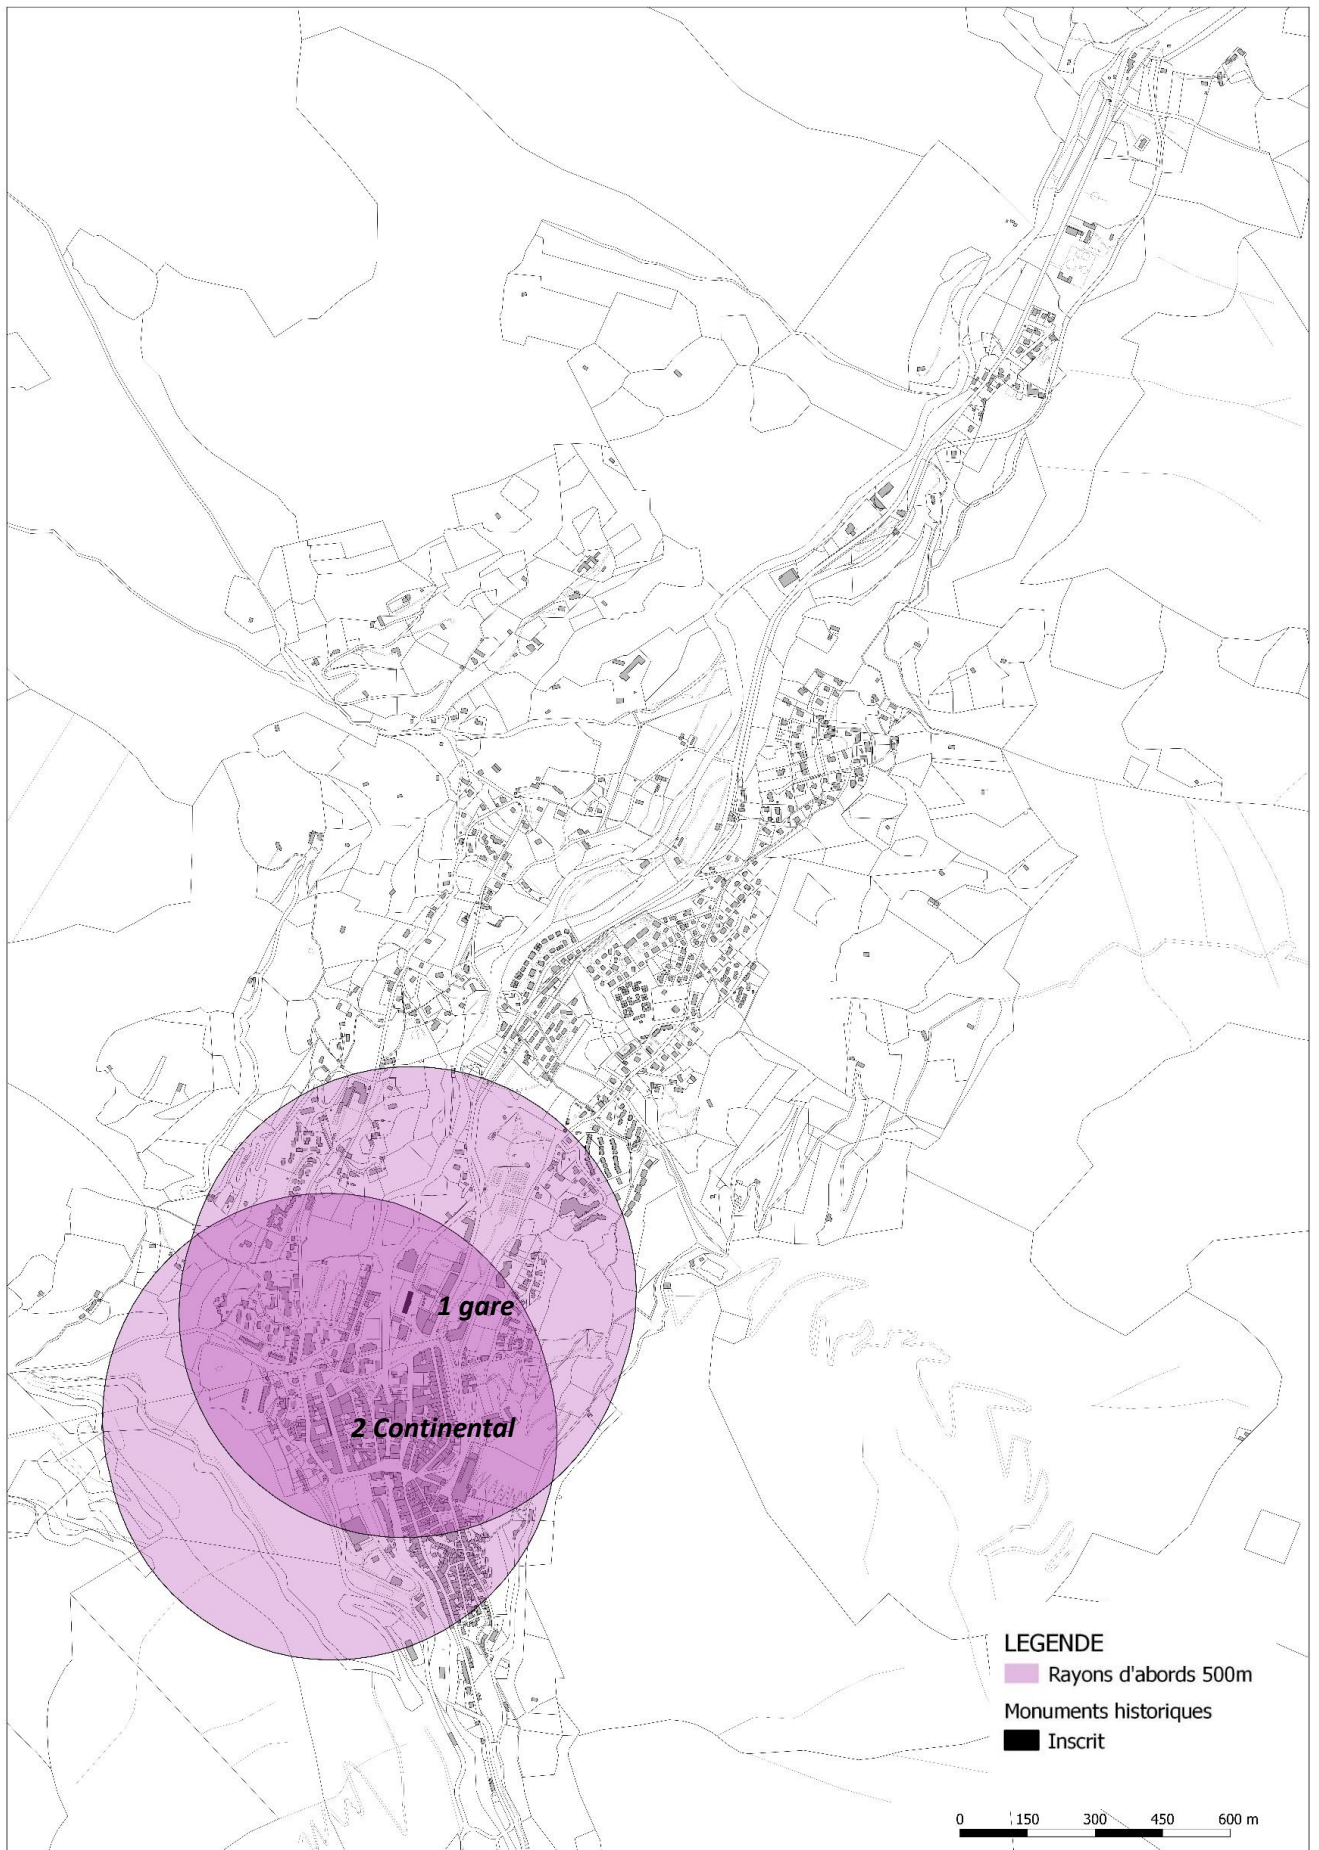 1 gare
2 Continental
LEGENDE
Rayons d'abords 500m
Monuments historiques
Inscrit
0 150 300 450 600 m